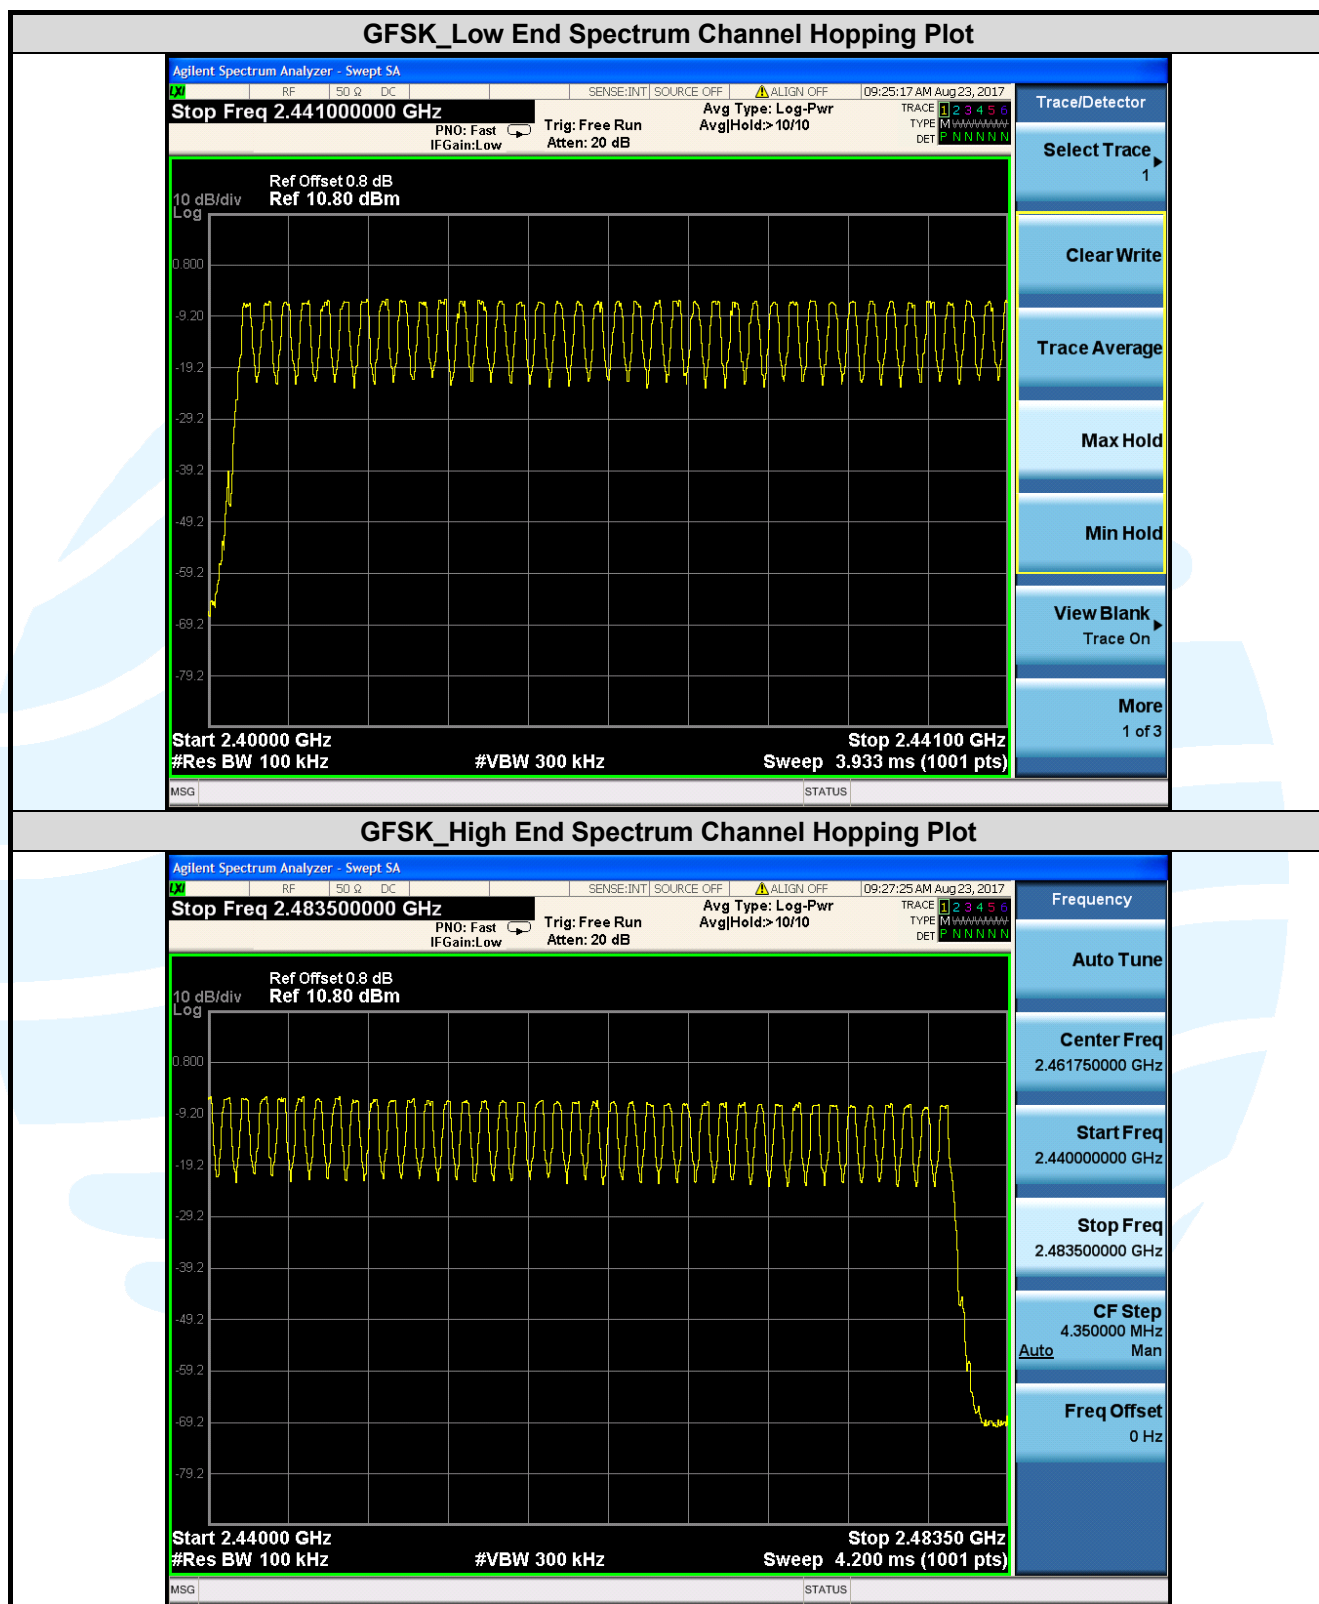 GFSK_Low End Spectrum Channel Hopping Plot
Agilent Spectrum Analyzer - Swept SA
LXI RF 50 Ω DC SENSE:INT SOURCE OFF ⚠ALIGN OFF 09:25:17 AM Aug 23, 2017
Stop Freq 2.441000000 GHz
PNO: Fast
IFGain:Low
Trig: Free Run
Atten: 20 dB
Avg Type: Log-Pwr
Avg|Hold:> 10/10
TRACE 1 2 3 4 5 6
TYPE M WWWWW
DET P N N N N N
Ref Offset 0.8 dB
10 dB/div Ref 10.80 dBm
Log
0.800
-9.20
-19.2
-29.2
-39.2
-49.2
-59.2
-69.2
-79.2
Start 2.40000 GHz Stop 2.44100 GHz
#Res BW 100 kHz #VBW 300 kHz Sweep 3.933 ms (1001 pts)
MSG STATUS
Trace/Detector
Select Trace
1
Clear Write
Trace Average
Max Hold
Min Hold
View Blank
Trace On
More
1 of 3
GFSK_High End Spectrum Channel Hopping Plot
Agilent Spectrum Analyzer - Swept SA
LXI RF 50 Ω DC SENSE:INT SOURCE OFF ⚠ALIGN OFF 09:27:25 AM Aug 23, 2017
Stop Freq 2.483500000 GHz
PNO: Fast
IFGain:Low
Trig: Free Run
Atten: 20 dB
Avg Type: Log-Pwr
Avg|Hold:> 10/10
TRACE 1 2 3 4 5 6
TYPE M WWWWW
DET P N N N N N
Ref Offset 0.8 dB
10 dB/div Ref 10.80 dBm
Log
0.800
-9.20
-19.2
-29.2
-39.2
-49.2
-59.2
-69.2
-79.2
Start 2.44000 GHz Stop 2.48350 GHz
#Res BW 100 kHz #VBW 300 kHz Sweep 4.200 ms (1001 pts)
MSG STATUS
Frequency
Auto Tune
Center Freq
2.461750000 GHz
Start Freq
2.440000000 GHz
Stop Freq
2.483500000 GHz
CF Step
4.350000 MHz
Auto Man
Freq Offset
0 Hz